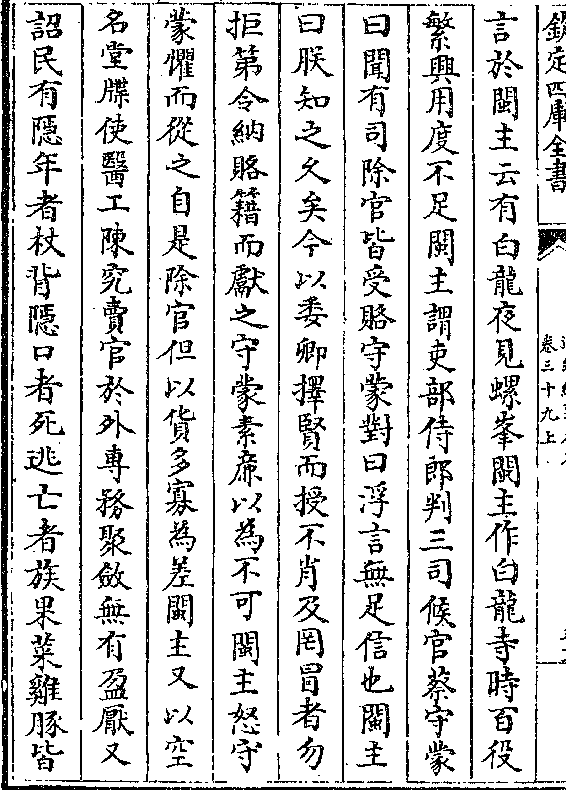 欽定四庫全書
卷三十九上
言於閩主云有白龍夜見螺峯閩主作白龍寺時百役
繁興用度不足閩主謂吏部侍郎判三司候官蔡守蒙
曰聞有司除官皆受賂守蒙對曰浮言無足信也閩主
曰朕知之久矣今以委卿擇賢而授不肖及罔冒者勿
拒第令納賂籍而獻之守蒙素亷以為不可閩主怒守
蒙懼而從之自是除官但以貨多寡為差閩主又以空
名堂牒使醫工陳究賣官於外專務聚斂無有盈厭又
詔民有隱年者杖背隱口者死逃亡者族果菜雞豚皆